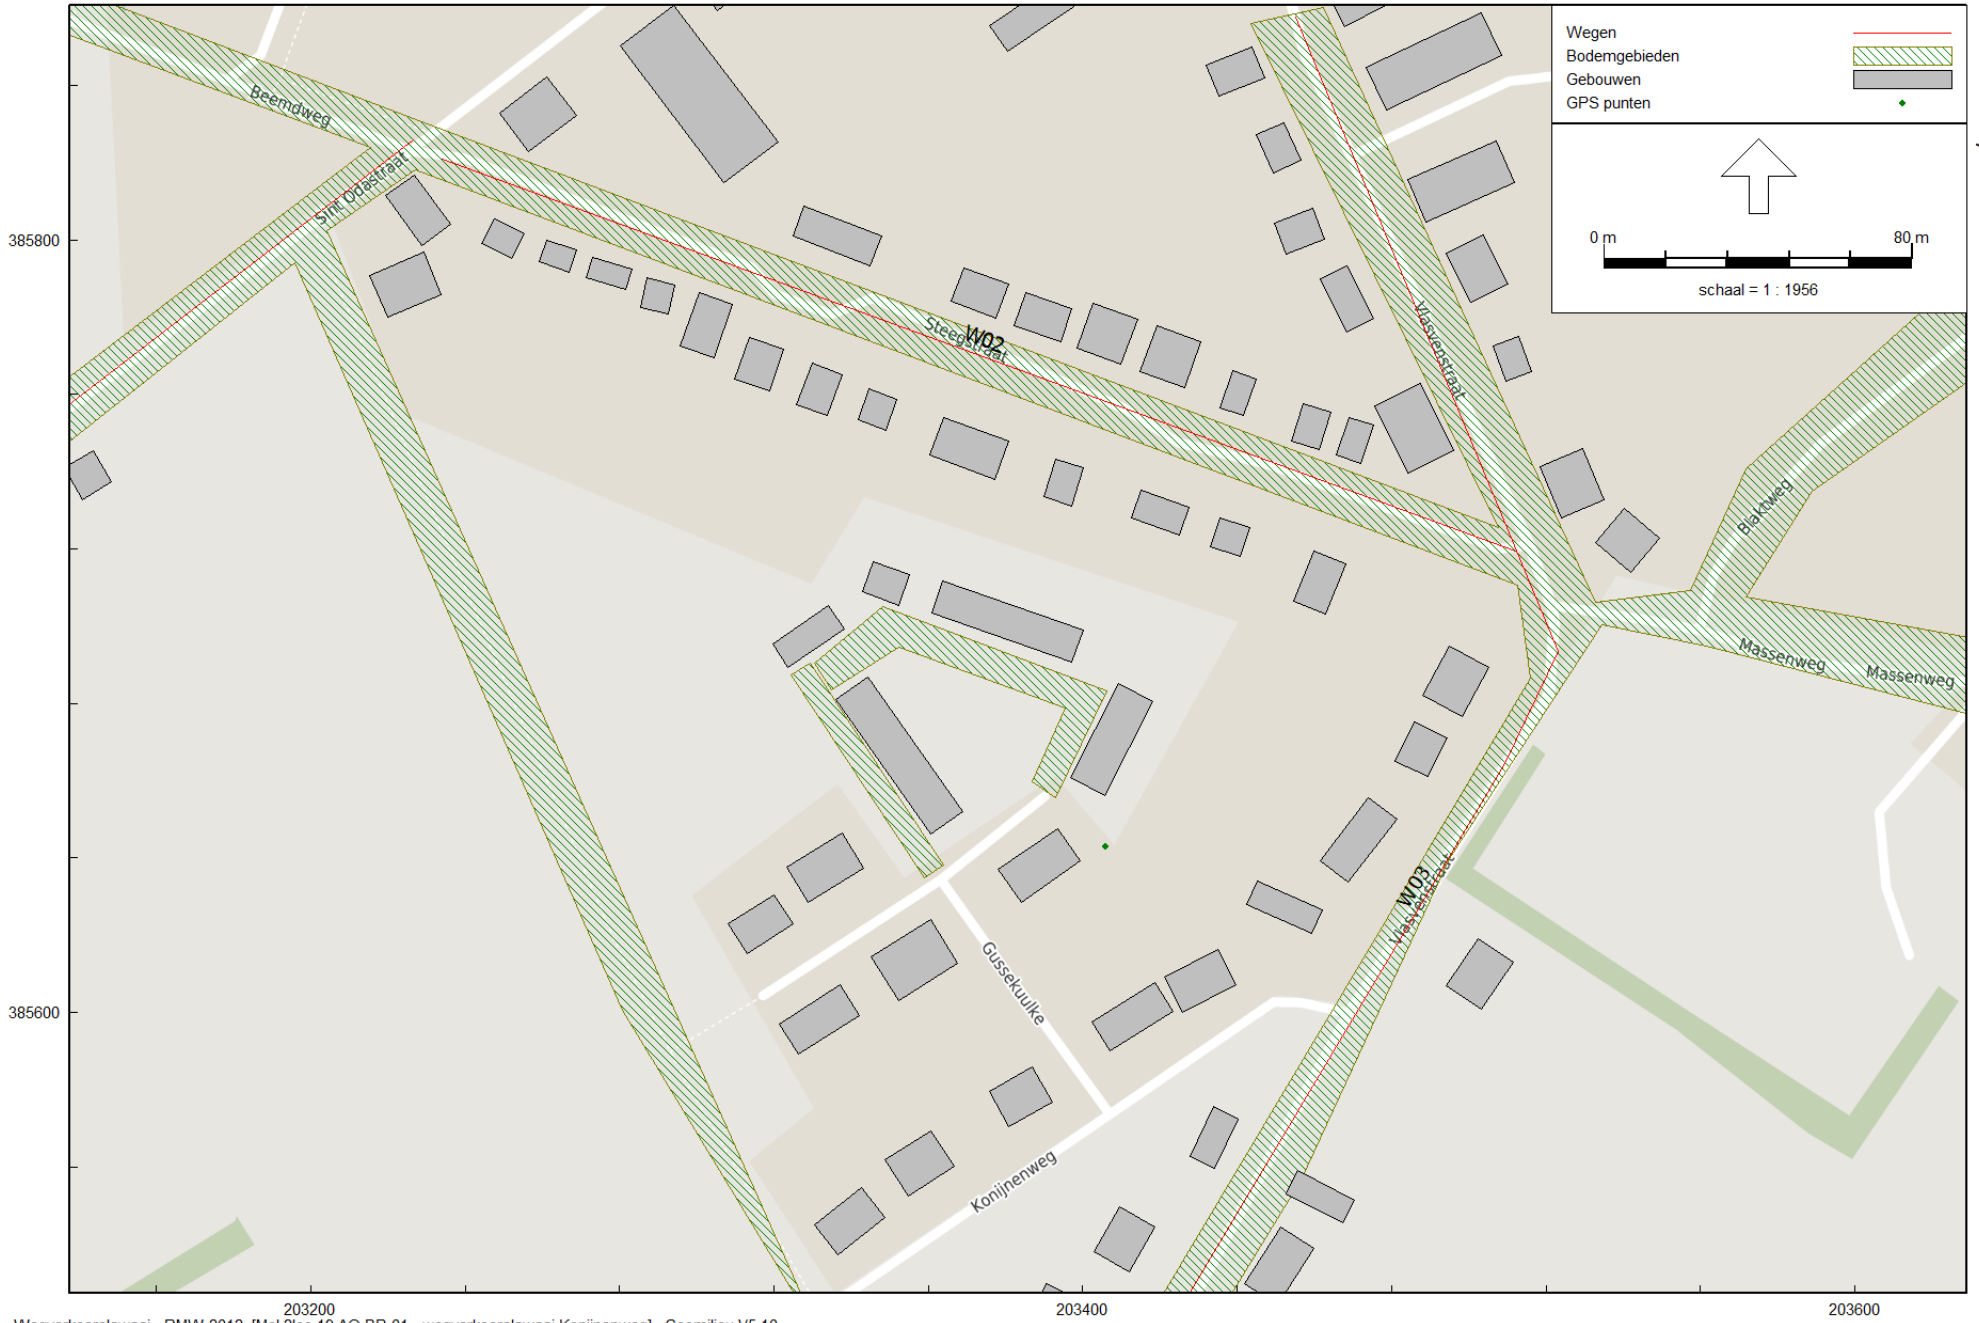 Wegen
Bodemgebieden
Gebouwen
GPS punten
0 m 80 m
schaal = 1 : 1956
Beemdweg
Sint Odastraat
W02
Steegstraat
Vlasvenstraat
Blaktweg
Massenweg
Massenweg
W03
Vlasvenstraat
Gussekuulke
Konijnenweg
385800
385600
203200
203400
203600